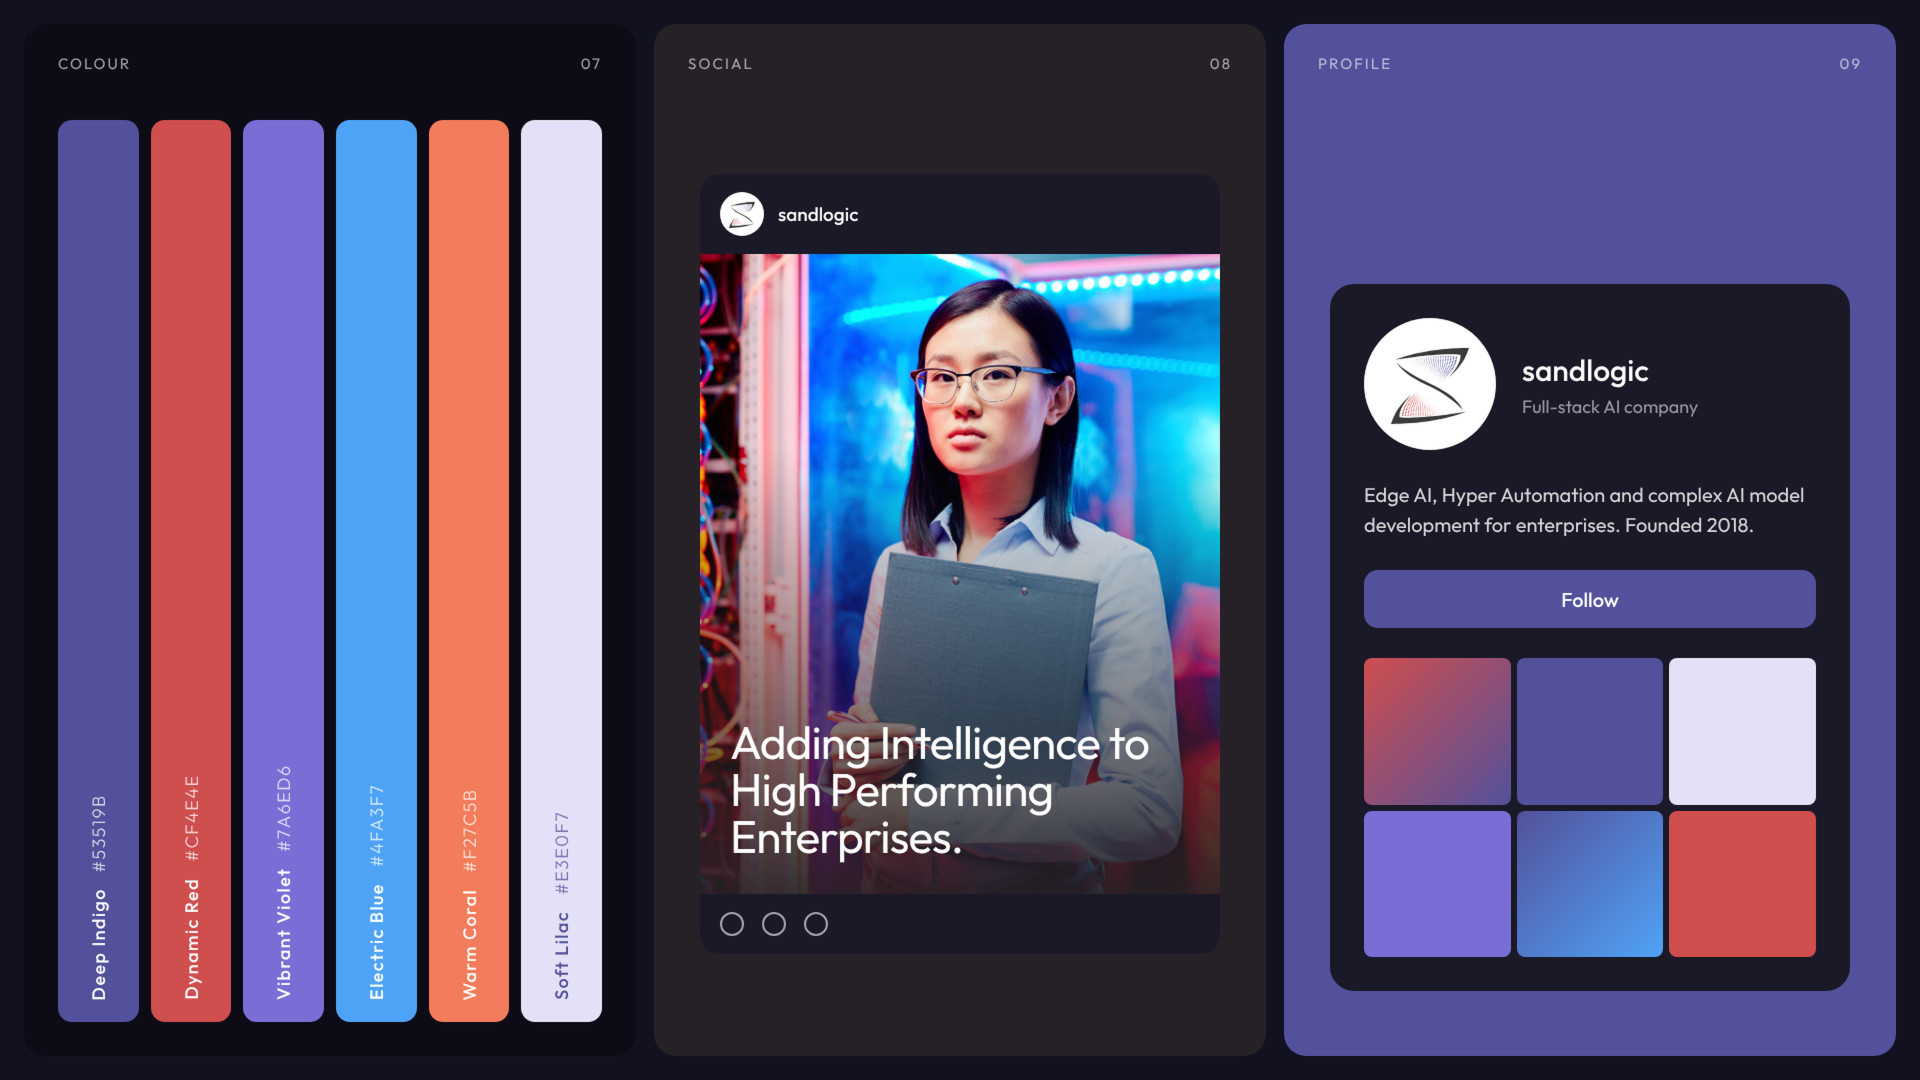 COLOUR
07
Deep Indigo #53519B
Dynamic Red #CF4E4E
Vibrant Violet #7A6ED6
Electric Blue #4FA3F7
Warm Coral #F27C5B
Soft Lilac #E3E0F7
SOCIAL
08
sandlogic
Adding Intelligence to
High Performing
Enterprises.
PROFILE
09
sandlogic
Full-stack AI company
Edge AI, Hyper Automation and complex AI model
development for enterprises. Founded 2018.
Follow